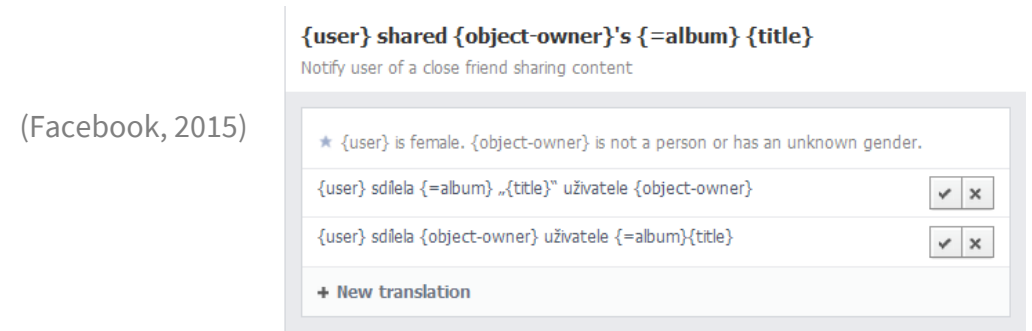 (Facebook, 2015)
{user} shared {object-owner}'s {=album} {title}
Notify user of a close friend sharing content
★ {user} is female. {object-owner} is not a person or has an unknown gender.
{user} sdílela {=album} „{title}‟ uživatele {object-owner}
{user} sdílela {object-owner} uživatele {=album}{title}
+ New translation